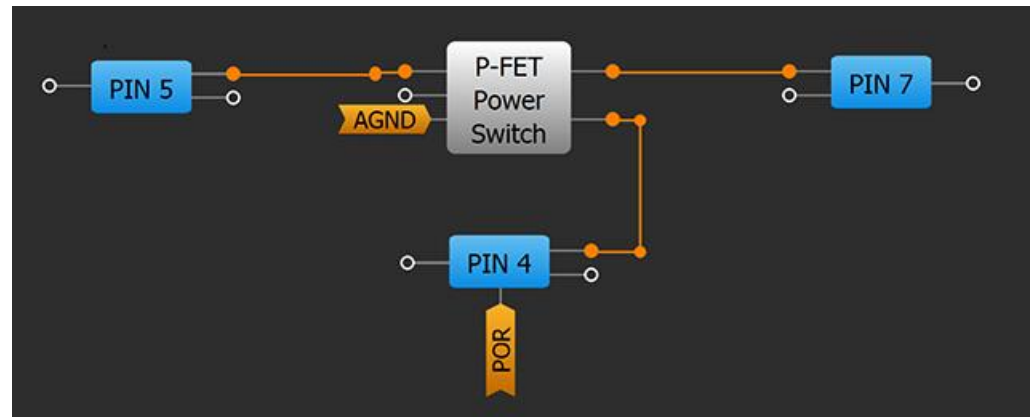 PIN 5
P-FET
Power
Switch
PIN 7
AGND
PIN 4
POR